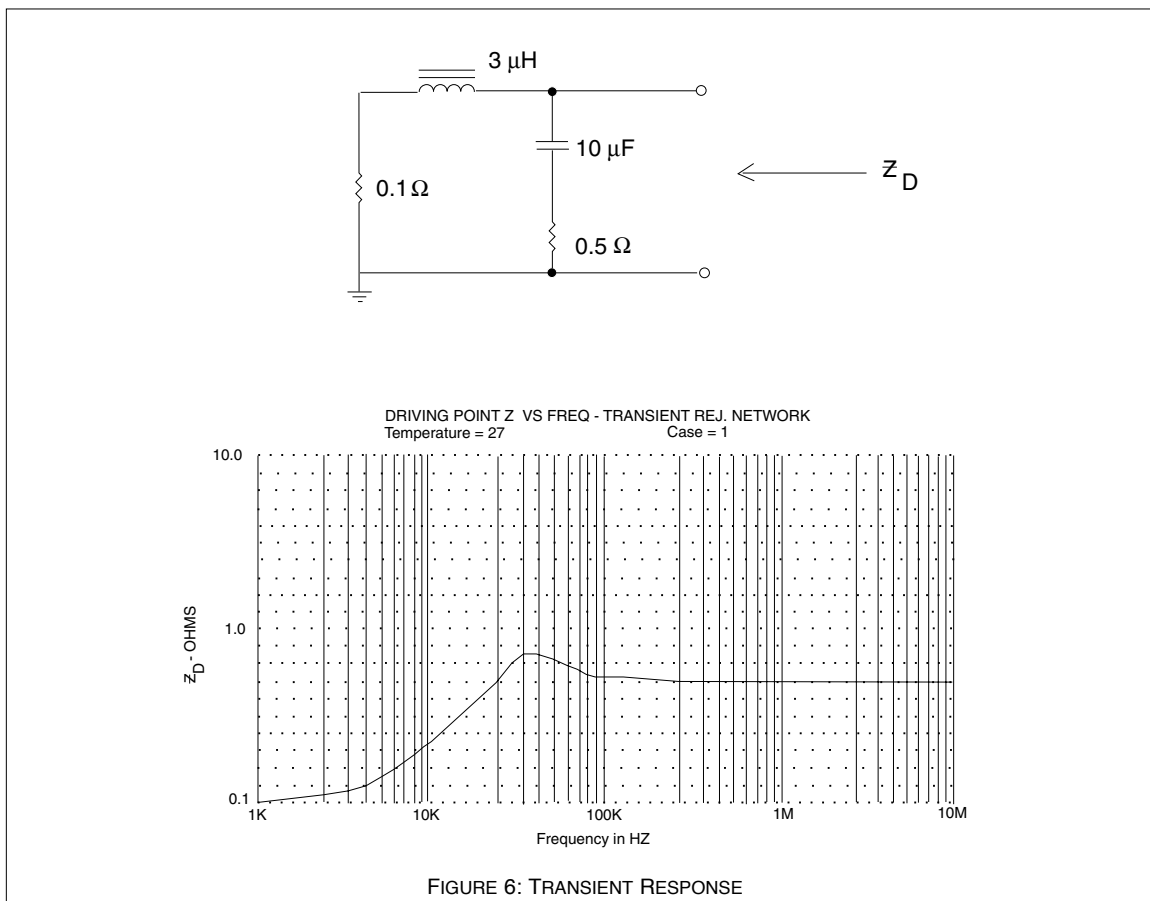 3 μH
10 μF
Z D
0.1 Ω
0.5 Ω
DRIVING POINT Z VS FREQ - TRANSIENT REJ. NETWORK
Temperature = 27 Case = 1
10.0
1.0
Z D - OHMS
0.1
1K 10K 100K 1M 10M
Frequency in HZ
FIGURE 6: TRANSIENT RESPONSE